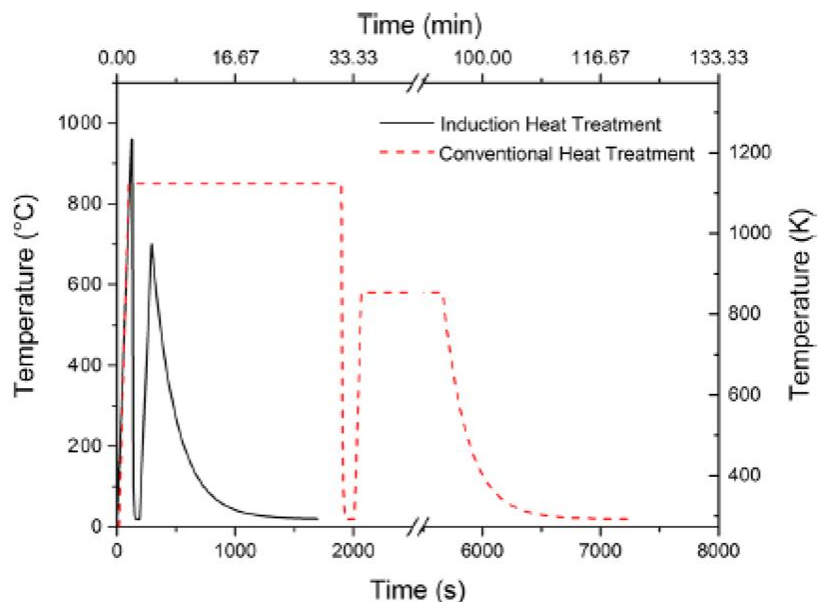 Time (min)
0.00 16.67 33.33 100.00 116.67 133.33
Induction Heat Treatment
Conventional Heat Treatment
1000
800
600
400
200
0
Temperature (°C)
1200
1000
800
600
400
Temperature (K)
0 1000 2000 6000 7000 8000
Time (s)